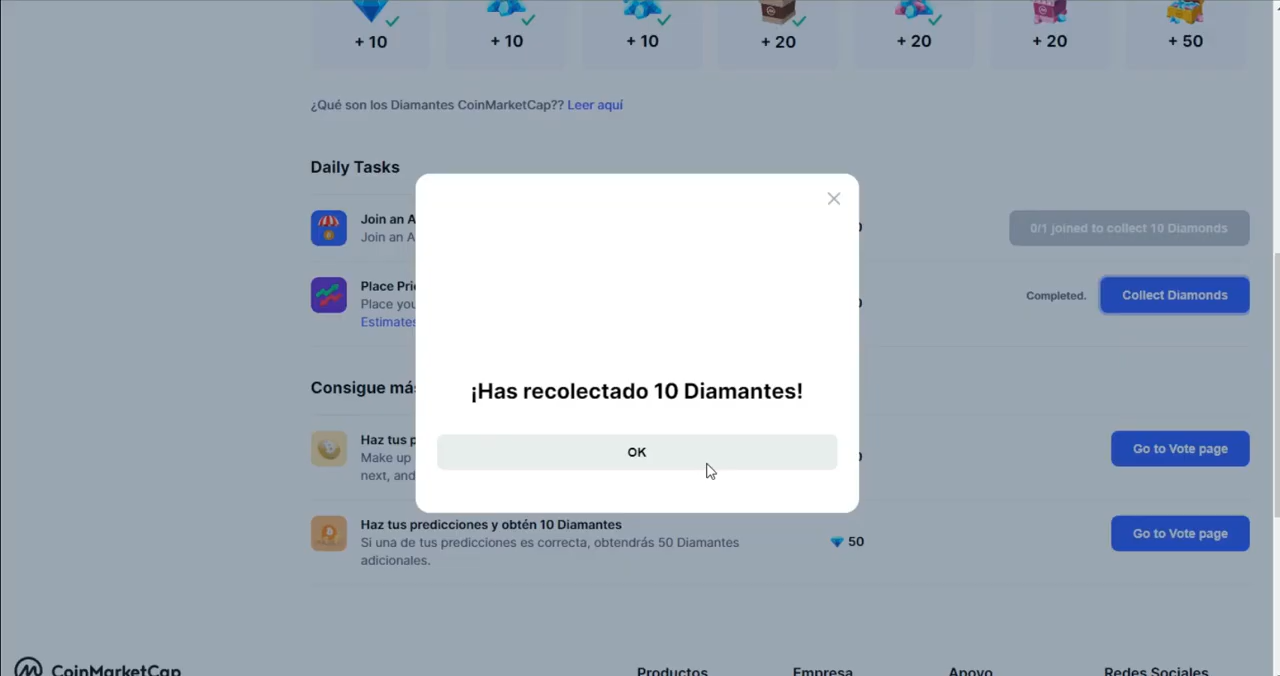 + 10
+ 10
+ 10
+ 20
+ 20
+ 20
+ 50
¿Qué son los Diamantes CoinMarketCap?? Leer aquí
Daily Tasks
Join an A
Join an A
0/1 joined to collect 10 Diamonds
Place Pri
Place you
Estimates
Completed.
Collect Diamonds
¡Has recolectado 10 Diamantes!
OK
Consigue má
Haz tus p
Make up
next, and
Go to Vote page
Haz tus predicciones y obtén 10 Diamantes
Si una de tus predicciones es correcta, obtendrás 50 Diamantes
adicionales.
50
Go to Vote page
CoinMarketCap
Productos
Empresa
Apoyo
Redes Sociales